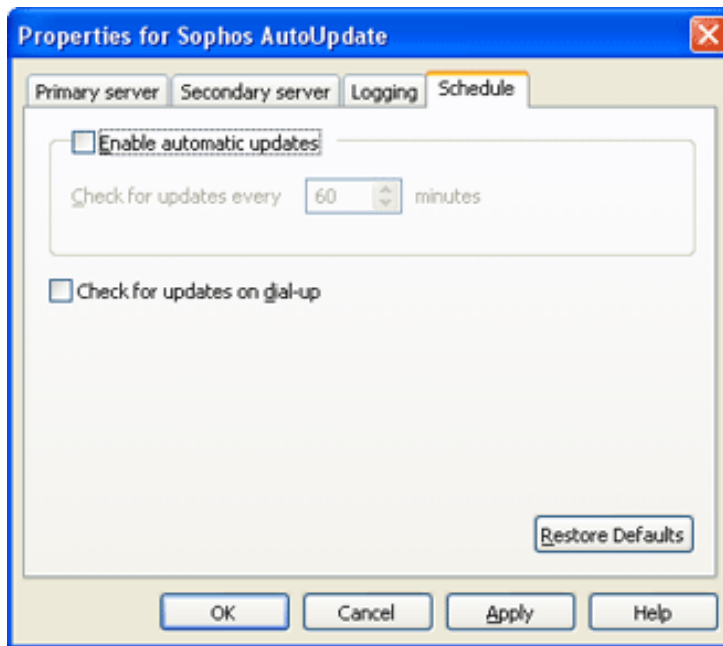 Properties for Sophos AutoUpdate
Primary server Secondary server Logging Schedule
Enable automatic updates
Check for updates every 60 minutes
Check for updates on dial-up
Restore Defaults
OK Cancel Apply Help